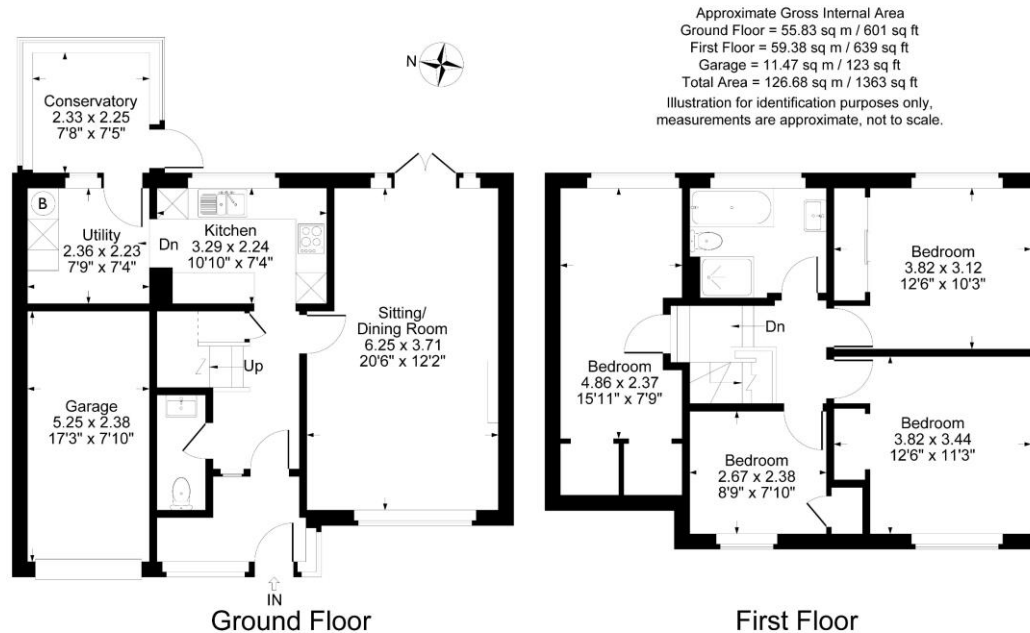 Approximate Gross Internal Area
Ground Floor = 55.83 sq m / 601 sq ft
First Floor = 59.38 sq m / 639 sq ft
Garage = 11.47 sq m / 123 sq ft
Total Area = 126.68 sq m / 1363 sq ft
Illustration for identification purposes only,
measurements are approximate, not to scale.
N
Conservatory
2.33 x 2.25
7'8" x 7'5"
B
Utility
2.36 x 2.23
7'9" x 7'4"
Dn
Kitchen
3.29 x 2.24
10'10" x 7'4"
Sitting/
Dining Room
6.25 x 3.71
20'6" x 12'2"
Up
Garage
5.25 x 2.38
17'3" x 7'10"
IN
Ground Floor
Bedroom
3.82 x 3.12
12'6" x 10'3"
Dn
Bedroom
4.86 x 2.37
15'11" x 7'9"
Bedroom
3.82 x 3.44
12'6" x 11'3"
Bedroom
2.67 x 2.38
8'9" x 7'10"
First Floor